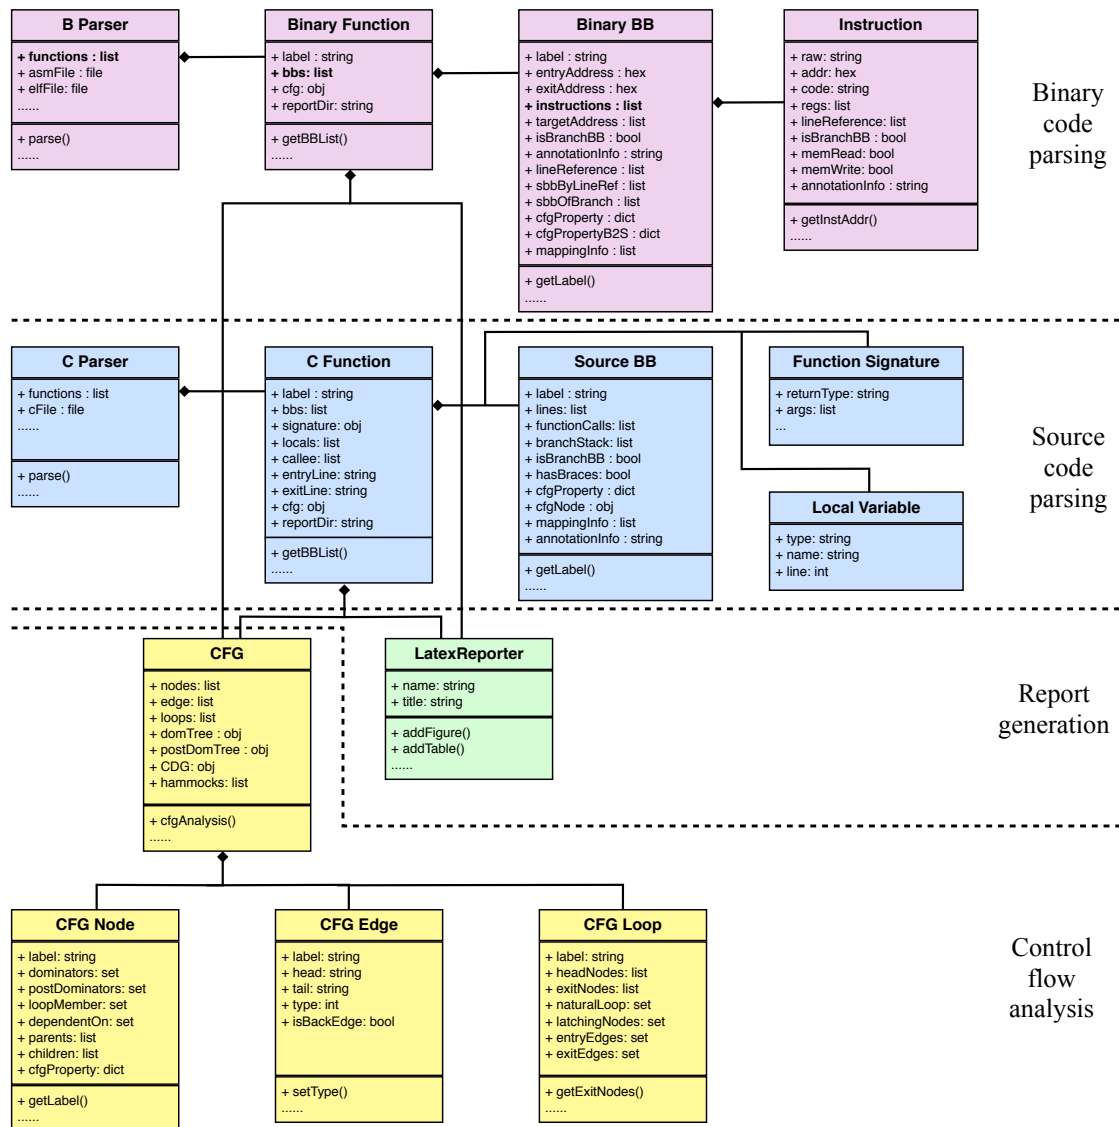 B Parser
+ functions : list
+ asmFile : file
+ elfFile: file
......
+ parse()
......
Binary Function
+ label : string
+ bbs: list
+ cfg: obj
+ reportDir: string
+ getBBList()
......
Binary BB
+ label: string
+ entryAddress : hex
+ exitAddress : hex
+ instructions : list
+ targetAddress : list
+ isBranchBB : bool
+ annotationInfo : string
+ lineReference : list
+ sbbByLineRef : list
+ sbbOfBranch : list
+ cfgProperty : dict
+ cfgPropertyB2S : dict
+ mappingInfo : list
+ getLabel()
......
Instruction
+ raw: string
+ addr: hex
+ code: string
+ regs: list
+ lineReference: list
+ isBranchBB : bool
+ memRead: bool
+ memWrite: bool
+ annotationInfo : string
+ getInstAddr()
......
Binary
code
parsing
C Parser
+ functions : list
+ cFile : file
......
+ parse()
......
C Function
+ label : string
+ bbs: list
+ signature: obj
+ locals: list
+ callee: list
+ entryLine: string
+ exitLine: string
+ cfg: obj
+ reportDir: string
+ getBBList()
......
Source BB
+ label: string
+ lines: list
+ functionCalls: list
+ branchStack: list
+ isBranchBB : bool
+ hasBraces: bool
+ cfgProperty : dict
+ cfgNode : obj
+ mappingInfo : list
+ annotationInfo : string
+ getLabel()
......
Function Signature
+ returnType: string
+ args: list
...
Local Variable
+ type: string
+ name: string
+ line: int
Source
code
parsing
CFG
+ nodes: list
+ edge: list
+ loops: list
+ domTree : obj
+ postDomTree : obj
+ CDG: obj
+ hammocks: list
+ cfgAnalysis()
......
LatexReporter
+ name: string
+ title: string
+ addFigure()
+ addTable()
......
Report
generation
CFG Node
+ label: string
+ dominators: set
+ postDominators: set
+ loopMember: set
+ dependentOn: set
+ parents: list
+ children: list
+ cfgProperty: dict
+ getLabel()
......
CFG Edge
+ label: string
+ head: string
+ tail: string
+ type: int
+ isBackEdge: bool
+ setType()
......
CFG Loop
+ label: string
+ headNodes: list
+ exitNodes: list
+ naturalLoop: set
+ latchingNodes: set
+ entryEdges: set
+ exitEdges: set
+ getExitNodes()
......
Control
flow
analysis